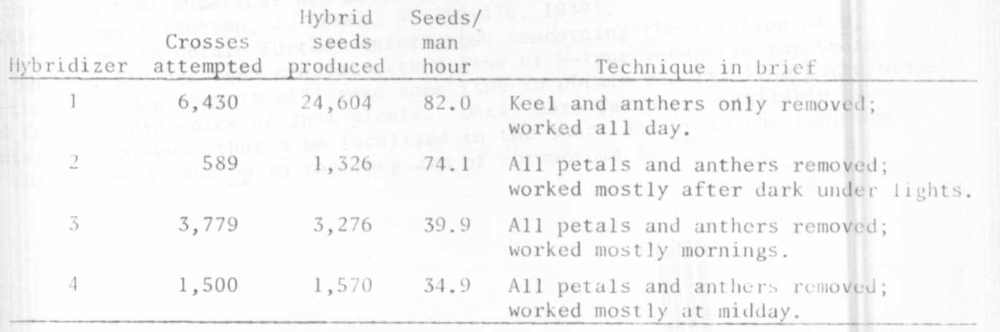 Hybrid Seeds/
Crosses seeds man
Hybridizer attempted produced hour Technique in brief
1 6,430 24,604 82.0 Keel and anthers only removed;
worked all day.
2 589 1,326 74.1 All petals and anthers removed;
worked mostly after dark under lights.
3 3,779 3,276 39.9 All petals and anthers removed;
worked mostly mornings.
4 1,500 1,570 34.9 All petals and anthers removed;
worked mostly at midday.